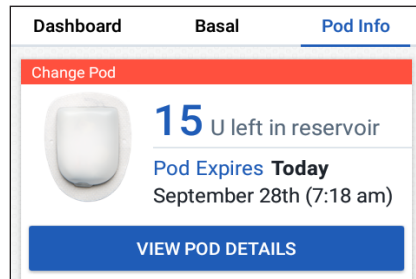 Dashboard Basal Pod Info
Change Pod
15 U left in reservoir
Pod Expires Today
September 28th (7:18 am)
VIEW POD DETAILS